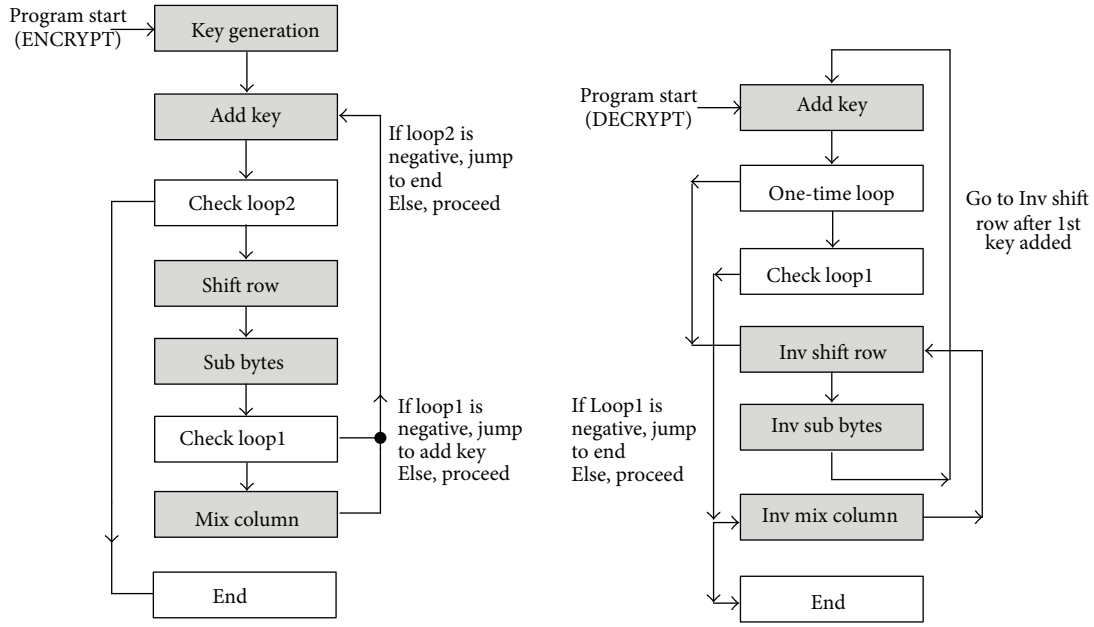 Program start
(ENCRYPT)
Key generation
Add key
If loop2 is
negative, jump
to end
Else, proceed
Check loop2
Shift row
Sub bytes
If loop1 is
negative, jump
to add key
Else, proceed
Check loop1
Mix column
End
Program start
(DECRYPT)
Add key
One-time loop
Go to Inv shift
row after 1st
key added
Check loop1
Inv shift row
If Loop1 is
negative, jump
to end
Else, proceed
Inv sub bytes
Inv mix column
End